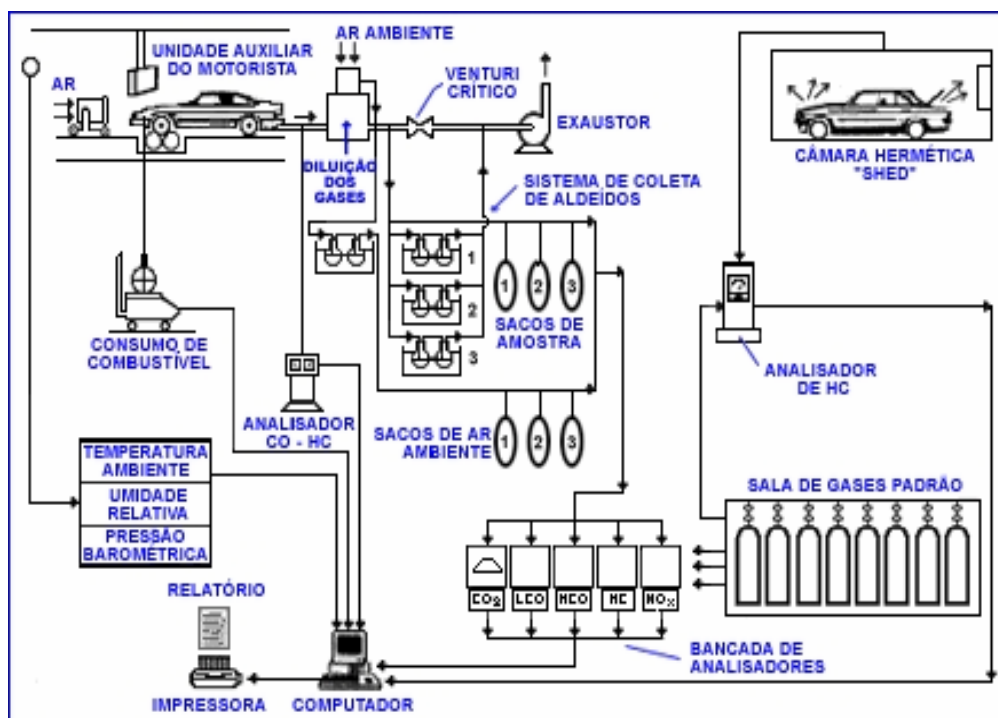 UNIDADE AUXILIAR
DO MOTORISTA
AR AMBIENTE
AR
VENTURI
CRÍTICO
EXAUSTOR
DILUIÇÃO
DOS
GASES
CÂMARA HERMÉTICA
"SHED"
SISTEMA DE COLETA
DE ALDEÍDOS
1
2
3
1 2 3
SACOS DE
AMOSTRA
CONSUMO DE
COMBUSTÍVEL
ANALISADOR
DE HC
ANALISADOR
CO - HC
SACOS DE AR
AMBIENTE
1 2 3
TEMPERATURA
AMBIENTE
UMIDADE
RELATIVA
PRESSÃO
BAROMÉTRICA
SALA DE GASES PADRÃO
CO2 LCO MCO HC NOX
RELATÓRIO
BANCADA DE
ANALISADORES
IMPRESSORA
COMPUTADOR